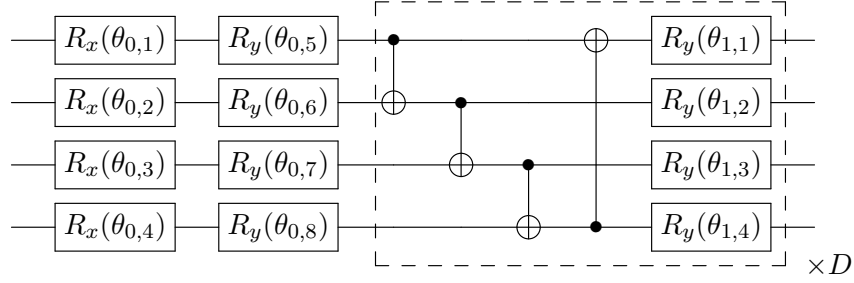 R_x(θ_{0,1}) R_y(θ_{0,5}) R_y(θ_{1,1})
R_x(θ_{0,2}) R_y(θ_{0,6}) R_y(θ_{1,2})
R_x(θ_{0,3}) R_y(θ_{0,7}) R_y(θ_{1,3})
R_x(θ_{0,4}) R_y(θ_{0,8}) R_y(θ_{1,4})
×D